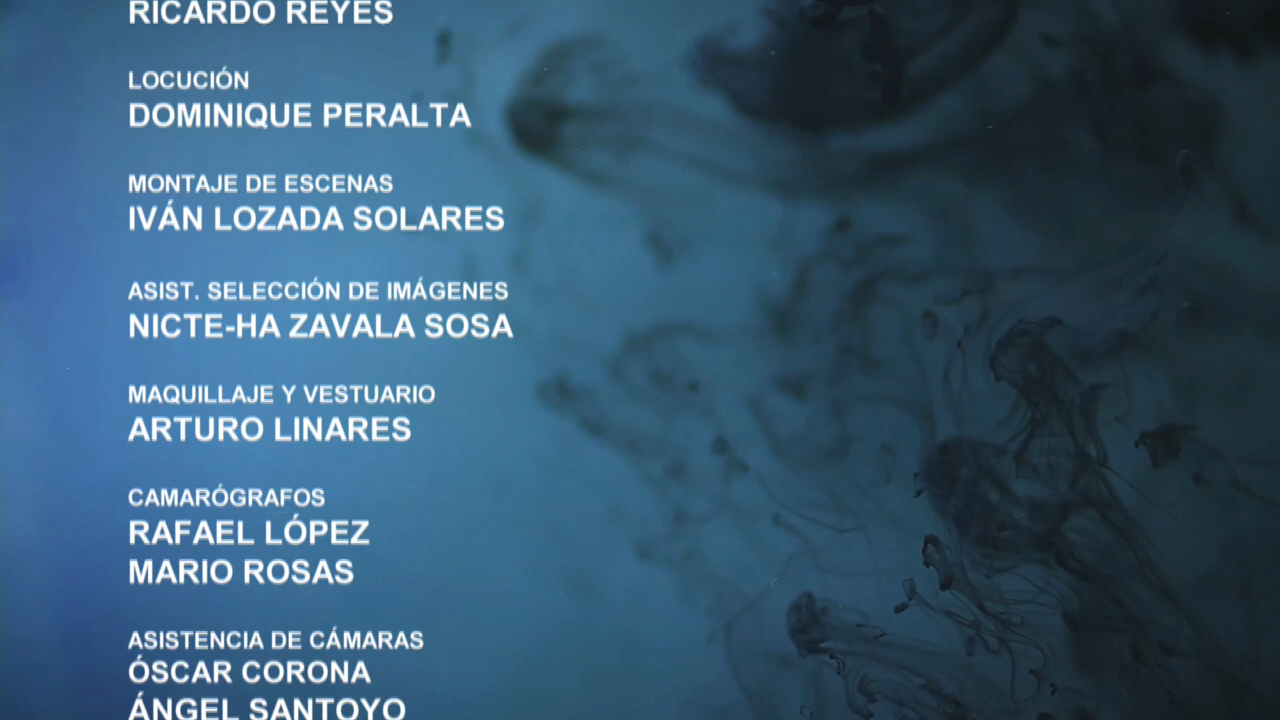 RICARDO REYES
LOCUCIÓN
DOMINIQUE PERALTA
MONTAJE DE ESCENAS
IVÁN LOZADA SOLARES
ASIST. SELECCIÓN DE IMÁGENES
NICTE-HA ZAVALA SOSA
MAQUILLAJE Y VESTUARIO
ARTURO LINARES
CAMARÓGRAFOS
RAFAEL LÓPEZ
MARIO ROSAS
ASISTENCIA DE CÁMARAS
ÓSCAR CORONA
ÁNGEL SANTOYO